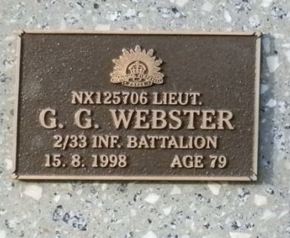 NX125706 LIEUT.
G. G. WEBSTER
2/33 INF. BATTALION
15. 8. 1998 AGE 79